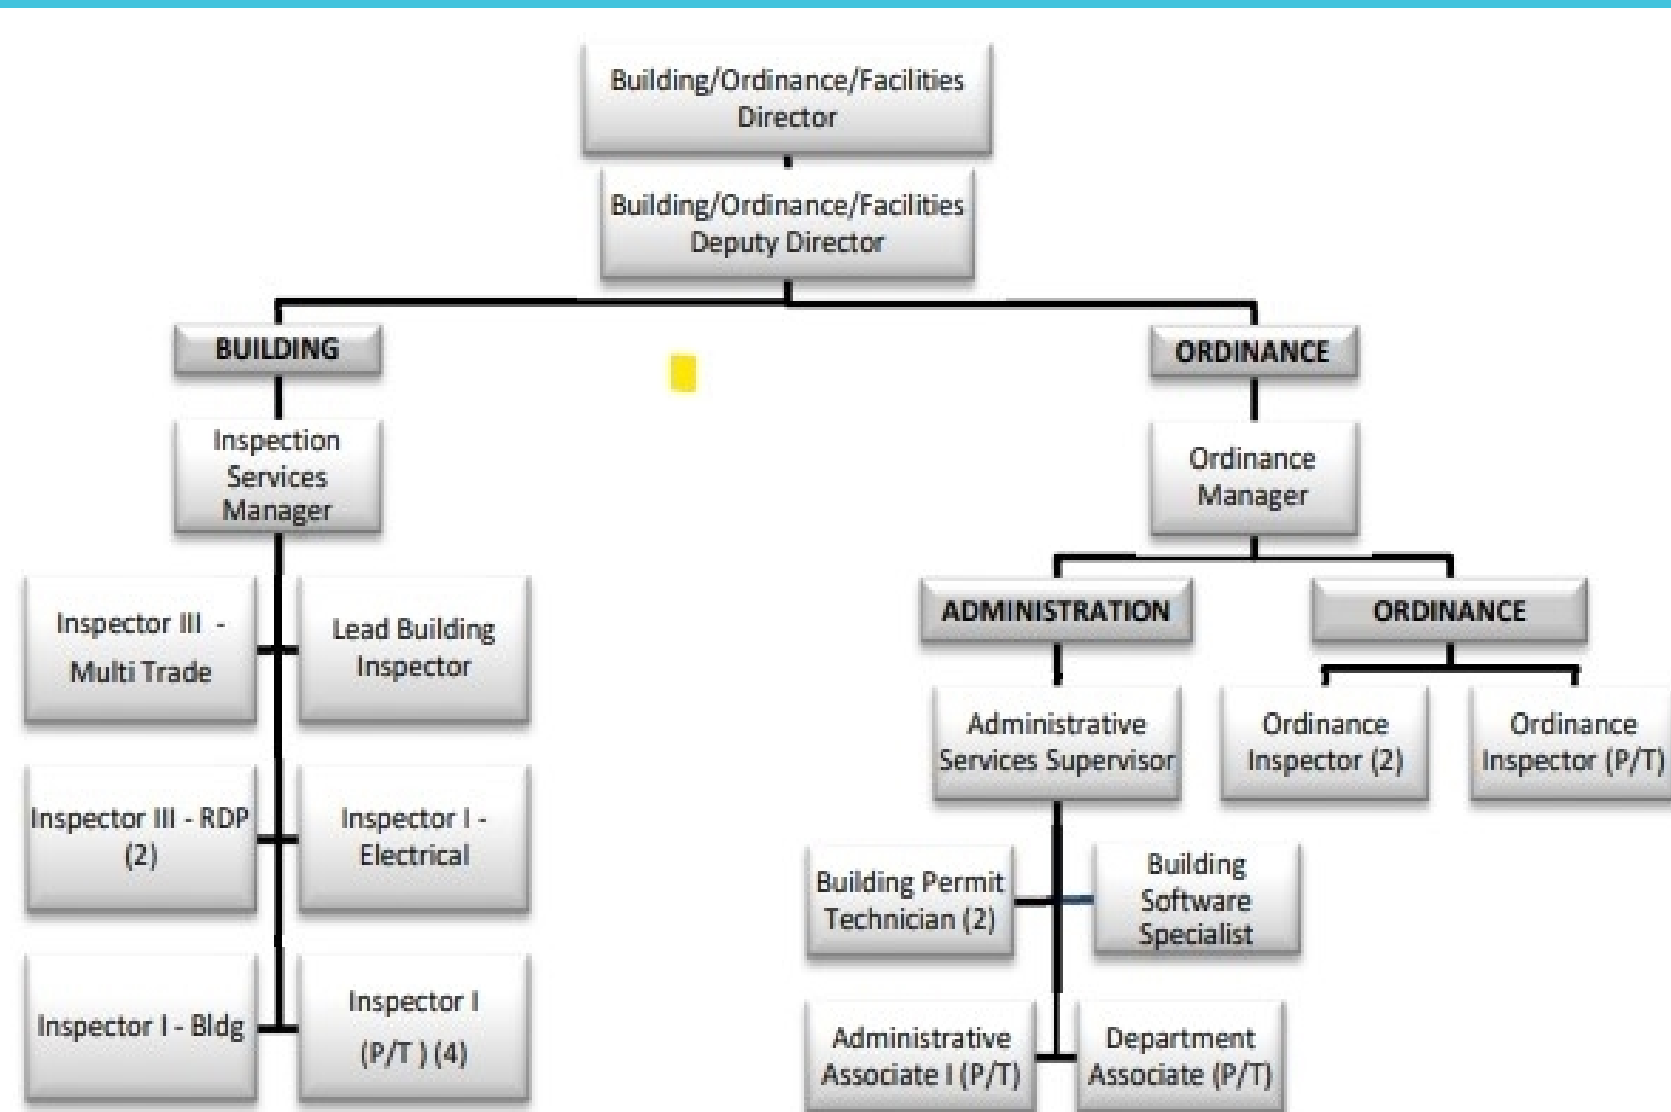 Building/Ordinance/Facilities
Director
Building/Ordinance/Facilities
Deputy Director
BUILDING
Inspection
Services
Manager
Inspector III -
Multi Trade
Lead Building
Inspector
Inspector III - RDP
(2)
Inspector I -
Electrical
Inspector I - Bldg
Inspector I
(P/T ) (4)
ORDINANCE
Ordinance
Manager
ADMINISTRATION
Administrative
Services Supervisor
Building Permit
Technician (2)
Building
Software
Specialist
Administrative
Associate I (P/T)
Department
Associate (P/T)
ORDINANCE
Ordinance
Inspector (2)
Ordinance
Inspector (P/T)